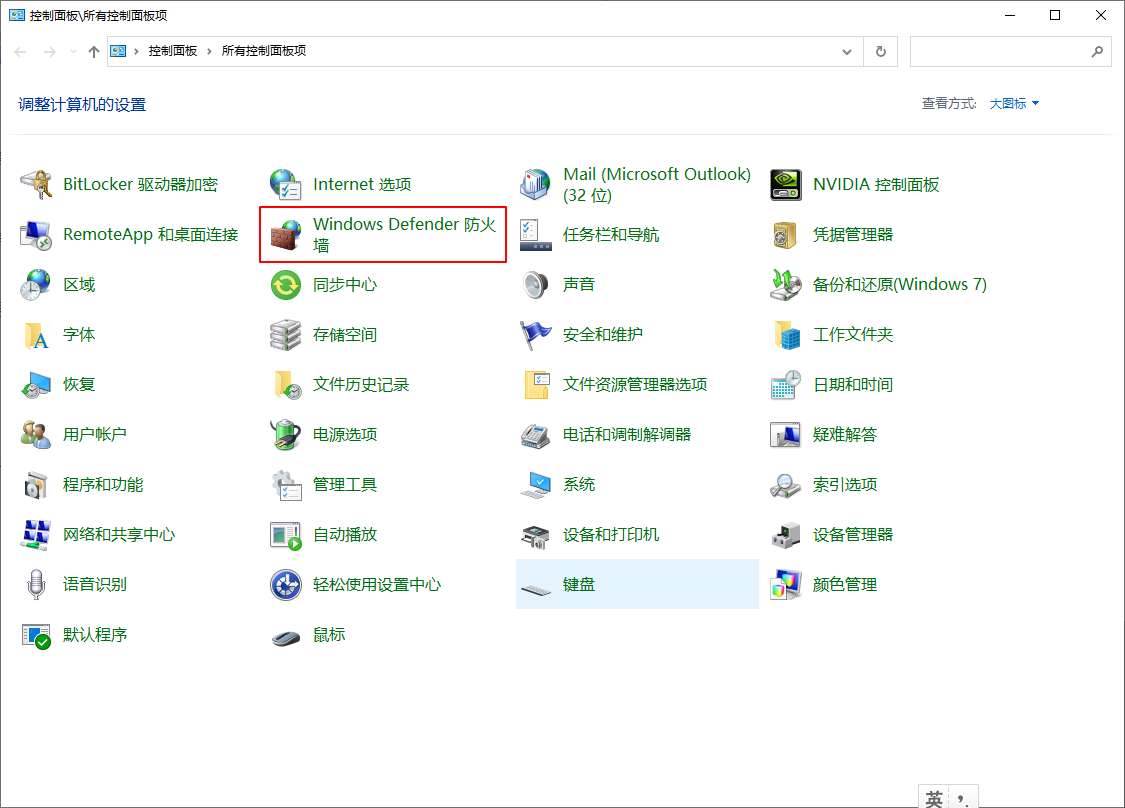 控制面板\所有控制面板项
控制面板 › 所有控制面板项
调整计算机的设置
查看方式: 大图标
BitLocker 驱动器加密
Internet 选项
Mail (Microsoft Outlook)
(32 位)
NVIDIA 控制面板
RemoteApp 和桌面连接
Windows Defender 防火
墙
任务栏和导航
凭据管理器
区域
同步中心
声音
备份和还原(Windows 7)
字体
存储空间
安全和维护
工作文件夹
恢复
文件历史记录
文件资源管理器选项
日期和时间
用户帐户
电源选项
电话和调制解调器
疑难解答
程序和功能
管理工具
系统
索引选项
网络和共享中心
自动播放
设备和打印机
设备管理器
语音识别
轻松使用设置中心
键盘
颜色管理
默认程序
鼠标
英 ，